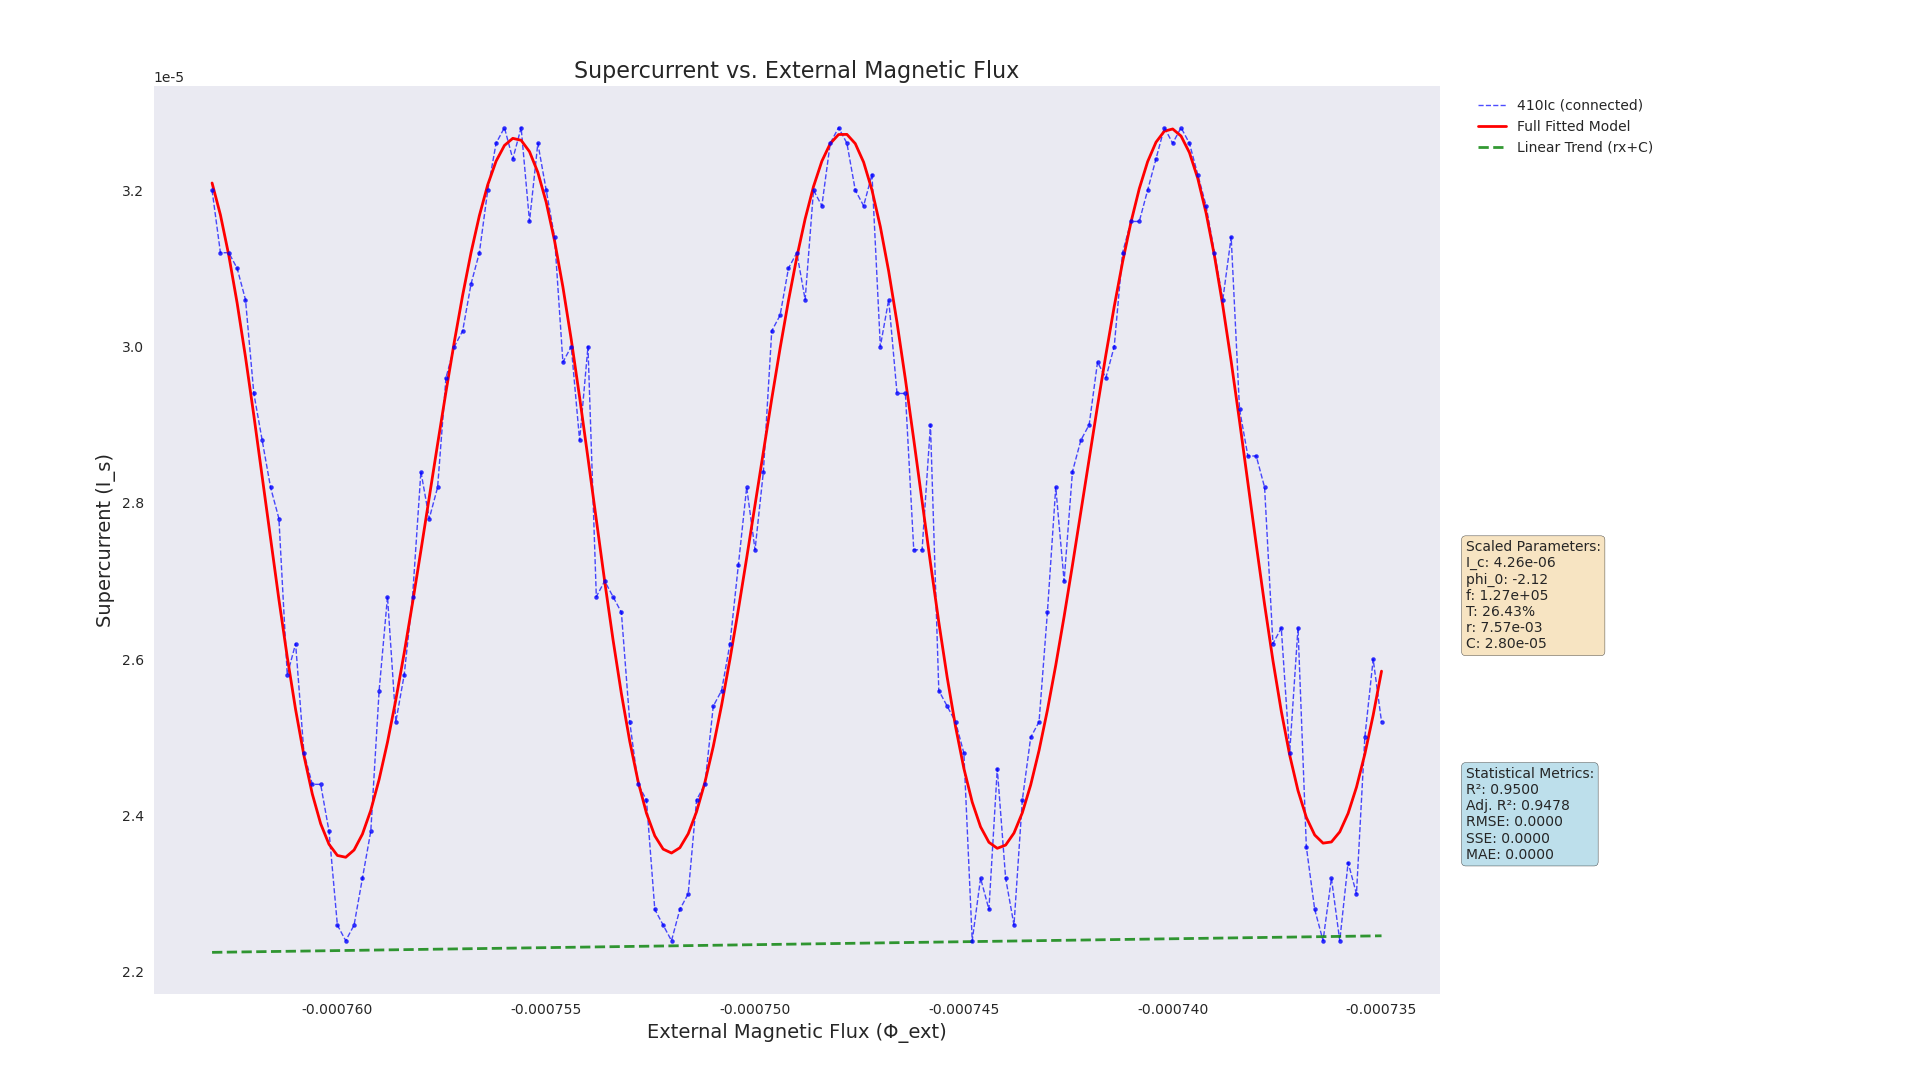 Supercurrent vs. External Magnetic Flux
1e-5
3.2
3.0
2.8
2.6
2.4
2.2
Supercurrent (I_s)
-0.000760
-0.000755
-0.000750
-0.000745
-0.000740
-0.000735
External Magnetic Flux (Φ_ext)
410Ic (connected)
Full Fitted Model
Linear Trend (rx+C)
Scaled Parameters:
I_c: 4.26e-06
phi_0: -2.12
f: 1.27e+05
T: 26.43%
r: 7.57e-03
C: 2.80e-05
Statistical Metrics:
R²: 0.9500
Adj. R²: 0.9478
RMSE: 0.0000
SSE: 0.0000
MAE: 0.0000